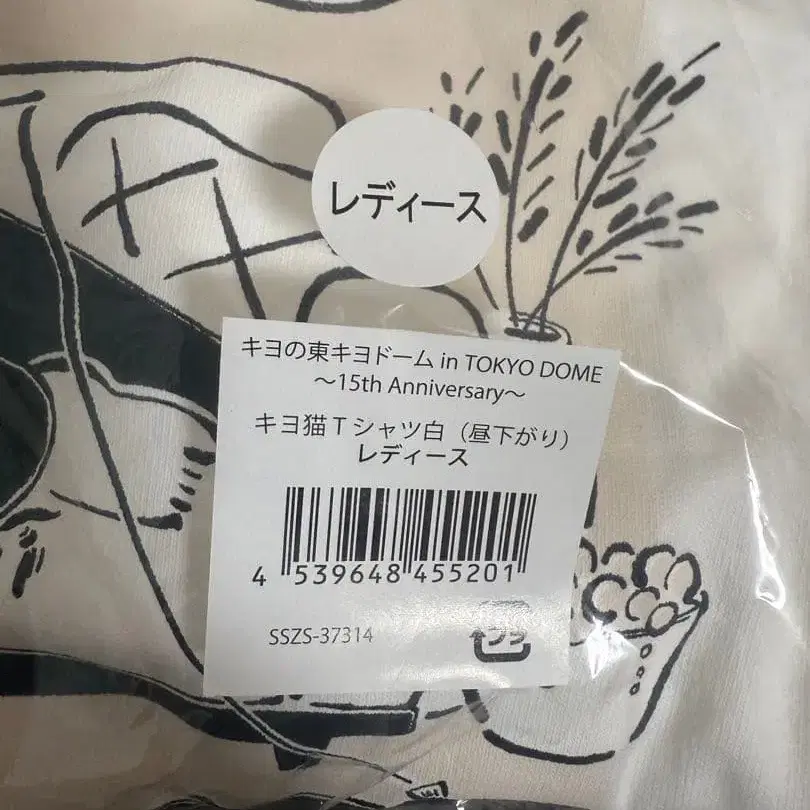 レディース
キヨの東キヨドーム in TOKYO DOME
～15th Anniversary～
キヨ猫Tシャツ白（昼下がり）
レディース
4 539648 455201
SSZS-37314
プラ